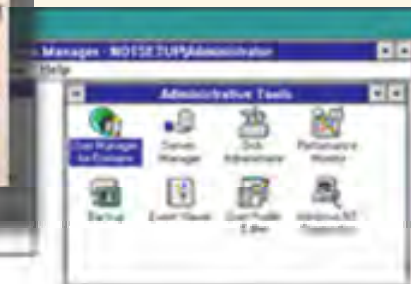 Manager - NOTSETUP\Administrator
Help
Administrative Tools
User Manager for Domains
Server Manager
Disk Administrator
Performance Monitor
Backup
Event Viewer
User Profile Editor
Windows NT Diagnostics